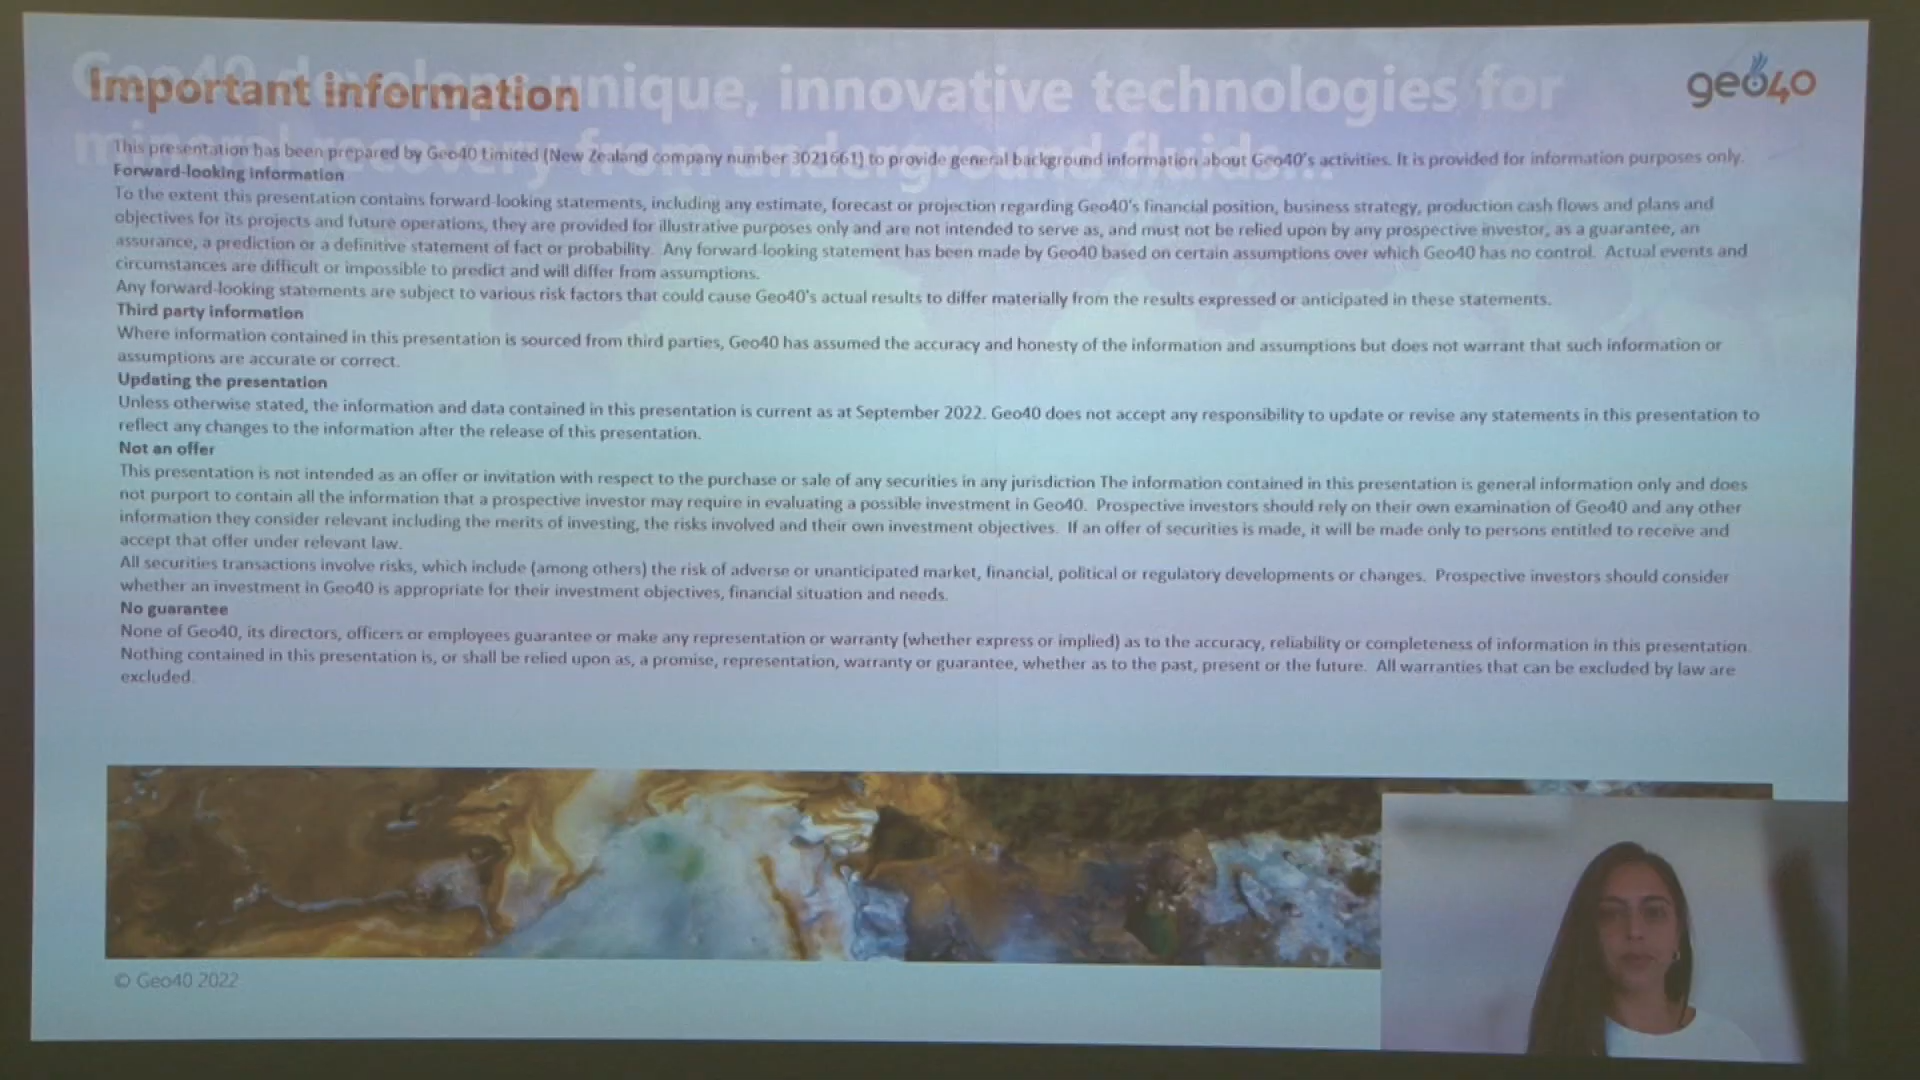 Geo40 develops unique, innovative technologies for
mineral recovery from underground fluids...
Important information
geo40
This presentation has been prepared by Geo40 Limited (New Zealand company number 3021661) to provide general background information about Geo40's activities. It is provided for information purposes only.
Forward-looking information
To the extent this presentation contains forward-looking statements, including any estimate, forecast or projection regarding Geo40's financial position, business strategy, production cash flows and plans and
objectives for its projects and future operations, they are provided for illustrative purposes only and are not intended to serve as, and must not be relied upon by any prospective investor, as a guarantee, an
assurance, a prediction or a definitive statement of fact or probability. Any forward-looking statement has been made by Geo40 based on certain assumptions over which Geo40 has no control. Actual events and
circumstances are difficult or impossible to predict and will differ from assumptions.
Any forward-looking statements are subject to various risk factors that could cause Geo40's actual results to differ materially from the results expressed or anticipated in these statements.
Third party information
Where information contained in this presentation is sourced from third parties, Geo40 has assumed the accuracy and honesty of the information and assumptions but does not warrant that such information or
assumptions are accurate or correct.
Updating the presentation
Unless otherwise stated, the information and data contained in this presentation is current as at September 2022. Geo40 does not accept any responsibility to update or revise any statements in this presentation to
reflect any changes to the information after the release of this presentation.
Not an offer
This presentation is not intended as an offer or invitation with respect to the purchase or sale of any securities in any jurisdiction The information contained in this presentation is general information only and does
not purport to contain all the information that a prospective investor may require in evaluating a possible investment in Geo40. Prospective investors should rely on their own examination of Geo40 and any other
information they consider relevant including the merits of investing, the risks involved and their own investment objectives. If an offer of securities is made, it will be made only to persons entitled to receive and
accept that offer under relevant law.
All securities transactions involve risks, which include (among others) the risk of adverse or unanticipated market, financial, political or regulatory developments or changes. Prospective investors should consider
whether an investment in Geo40 is appropriate for their investment objectives, financial situation and needs.
No guarantee
None of Geo40, its directors, officers or employees guarantee or make any representation or warranty (whether express or implied) as to the accuracy, reliability or completeness of information in this presentation.
Nothing contained in this presentation is, or shall be relied upon as, a promise, representation, warranty or guarantee, whether as to the past, present or the future. All warranties that can be excluded by law are
excluded.
© Geo40 2022